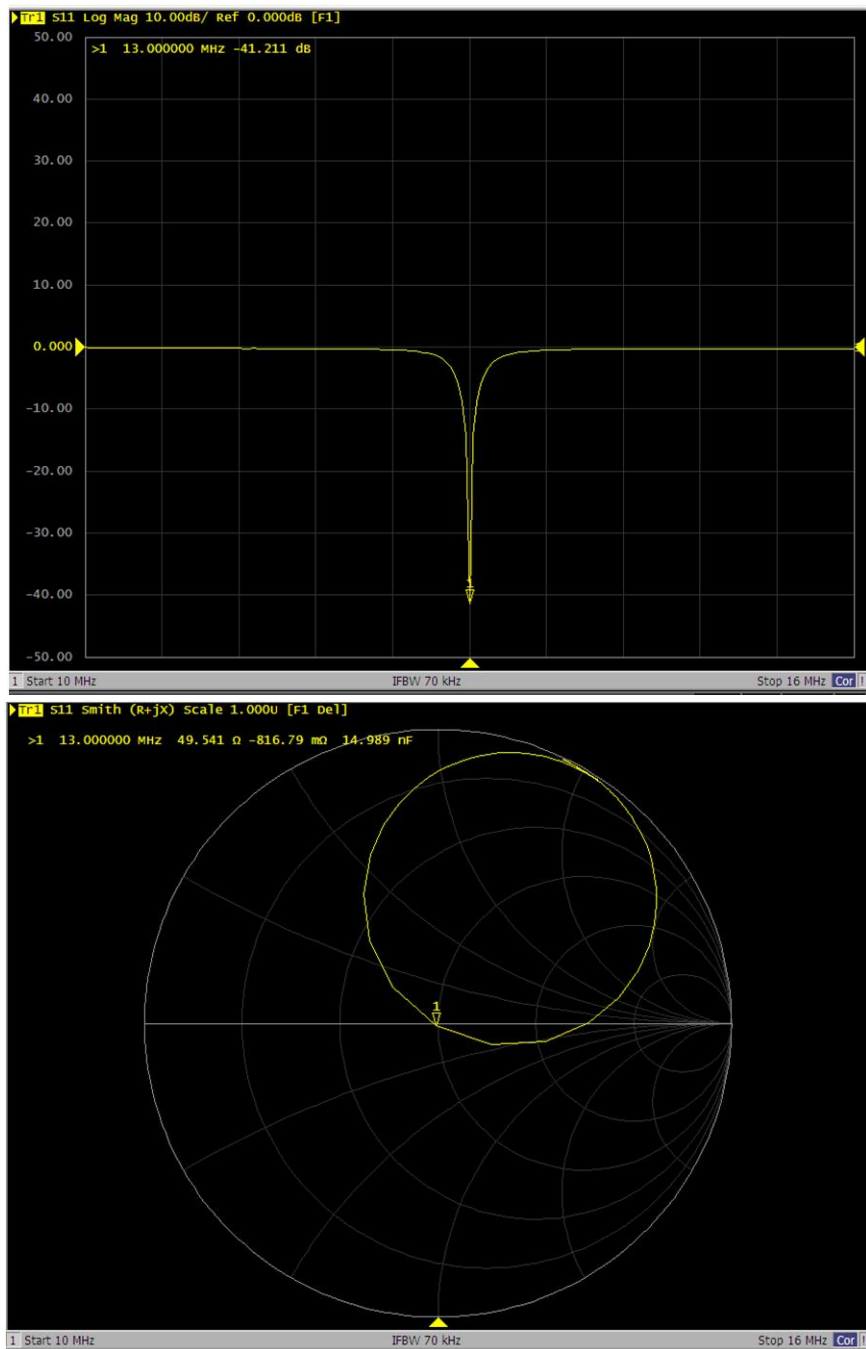 Tr1 S11 Log Mag 10.00dB/ Ref 0.000dB [F1]
50.00
>1 13.000000 MHz -41.211 dB
40.00
30.00
20.00
10.00
0.000
-10.00
-20.00
-30.00
-40.00
1
-50.00
1 Start 10 MHz IFBW 70 kHz Stop 16 MHz Cor !
Tr1 S11 Smith (R+jX) Scale 1.000U [F1 Del]
>1 13.000000 MHz 49.541 Ω -816.79 mΩ 14.989 nF
1
1 Start 10 MHz IFBW 70 kHz Stop 16 MHz Cor !